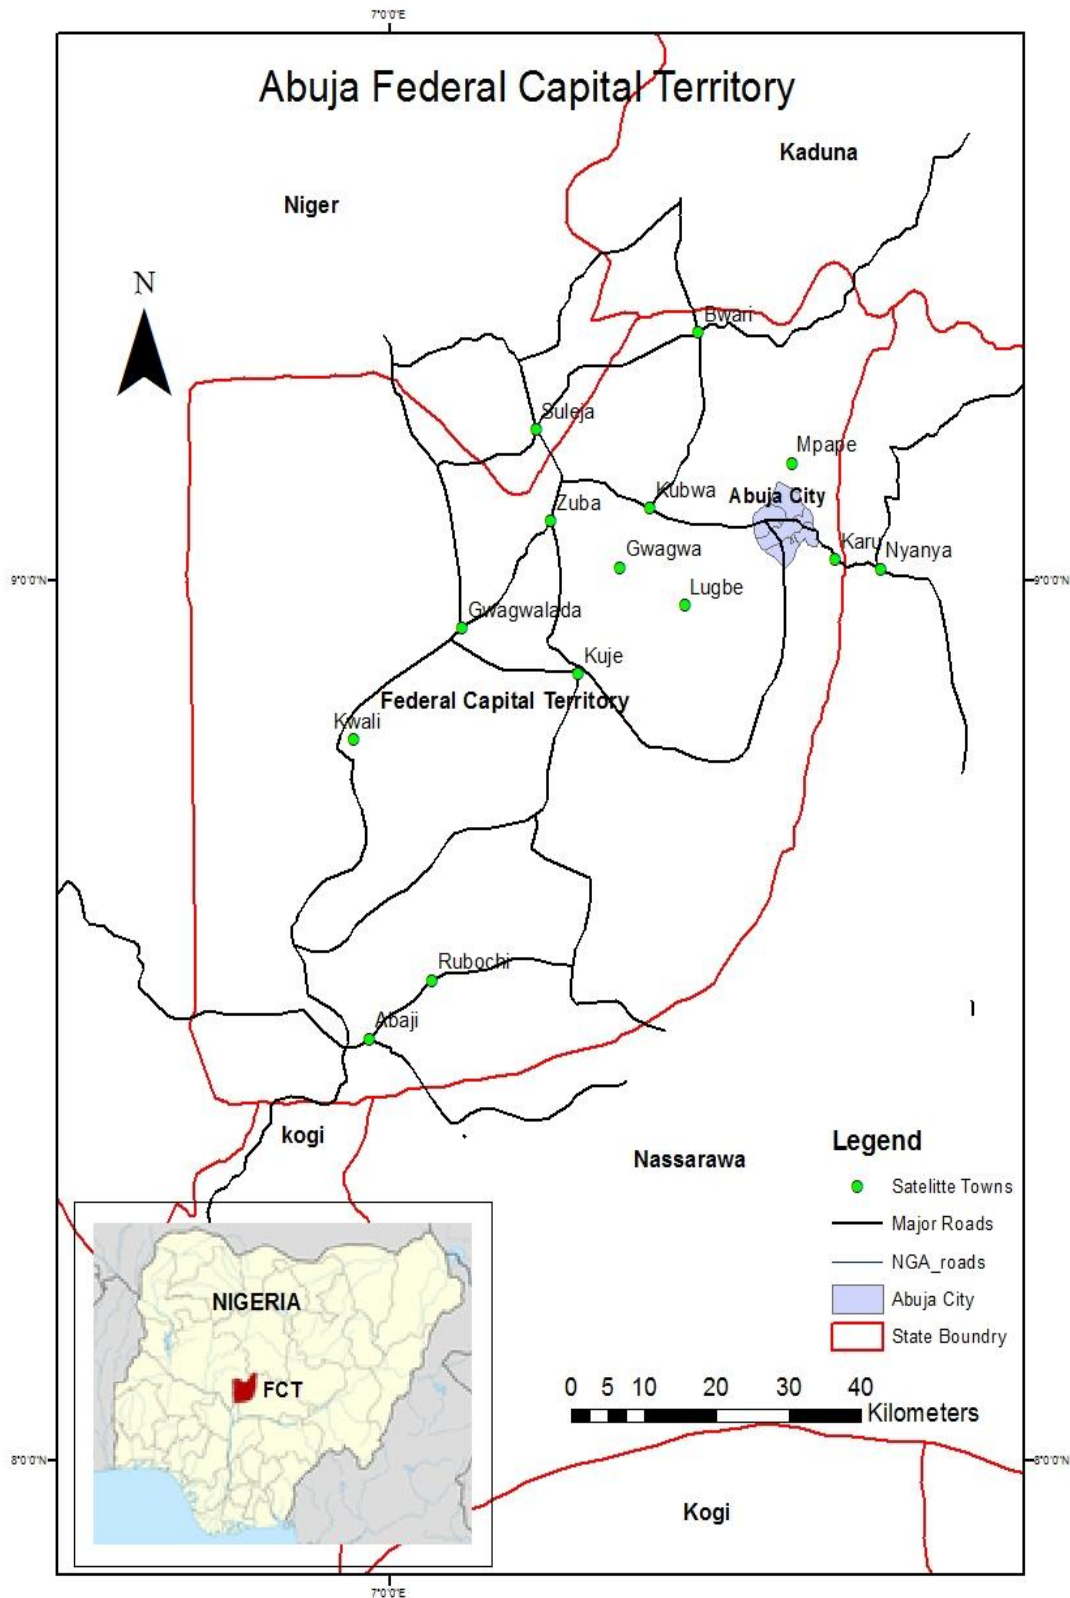 7°0'0"E
Abuja Federal Capital Territory
Kaduna
Niger
N
Bwari
Suleja
Mpape
Kubwa
Abuja City
Zuba
Karu
Nyanya
Gwagwa
9°0'0"N
9°0'0"N
Lugbe
Gwagwalada
Kuje
Federal Capital Territory
Kwali
Rubochi
Abaji
kogi
Nassarawa
Legend
Satelitte Towns
Major Roads
NGA_roads
Abuja City
State Boundry
NIGERIA
FCT
0 5 10 20 30 40
Kilometers
8°0'0"N
8°0'0"N
Kogi
7°0'0"E